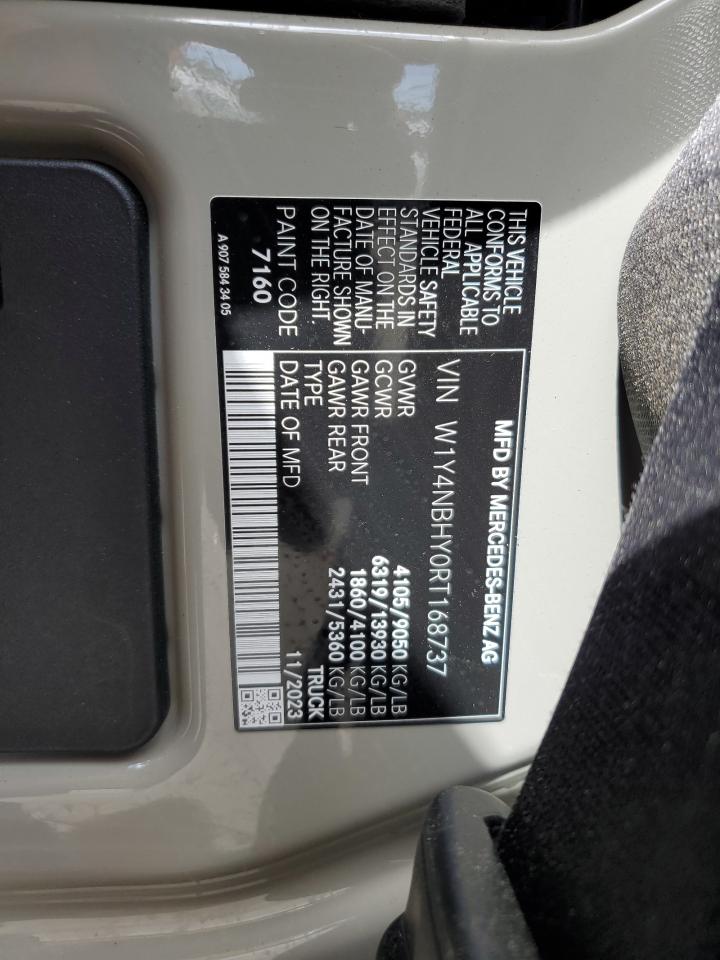 THIS VEHICLE
CONFORMS TO
ALL APPLICABLE
FEDERAL
VEHICLE SAFETY
STANDARDS IN
EFFECT ON THE
DATE OF MANU-
FACTURE SHOWN
ON THE RIGHT.
PAINT CODE
7160
A 907 584 34 05
MFD BY MERCEDES-BENZ AG
VIN W1Y4NBHY0RT168737
GVWR 4105/9050 KG/LB
GCWR 6319/13930 KG/LB
GAWR FRONT 1860/4100 KG/LB
GAWR REAR 2431/5360 KG/LB
TYPE TRUCK
DATE OF MFD 11/2023